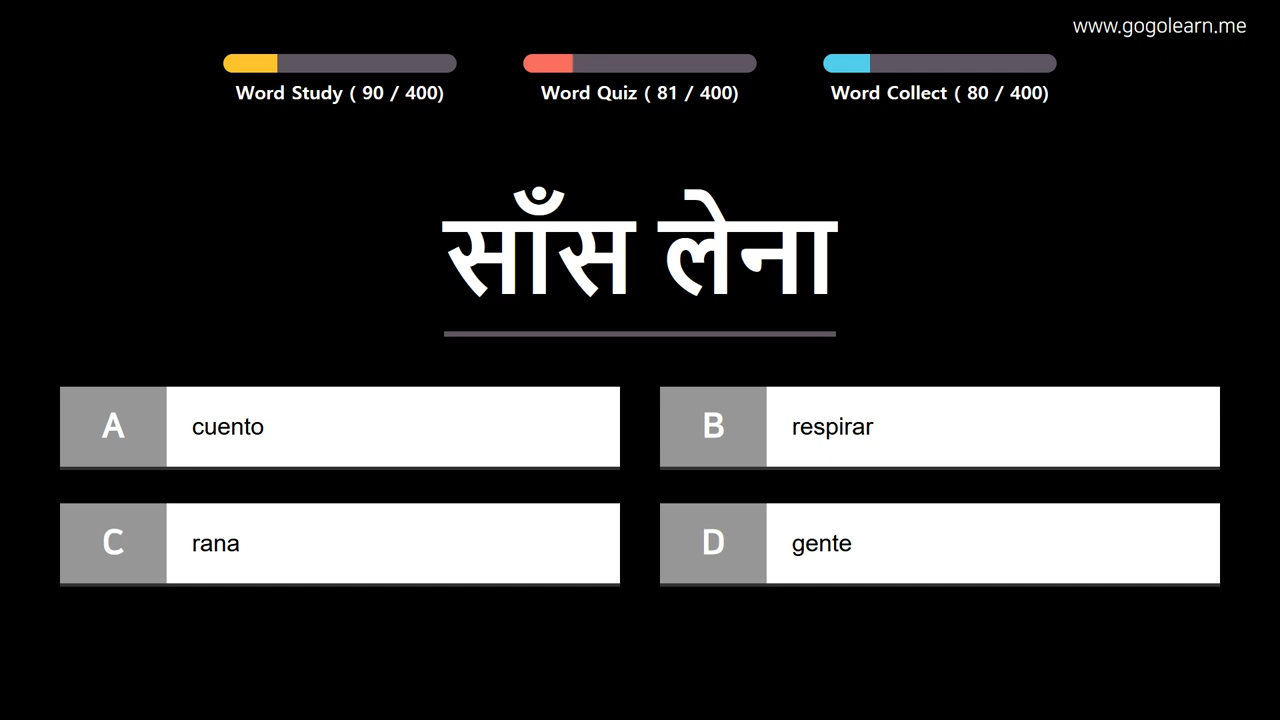 www.gogolearn.me
Word Study ( 90 / 400)
Word Quiz ( 81 / 400)
Word Collect ( 80 / 400)
साँस लेना
A cuento
B respirar
C rana
D gente